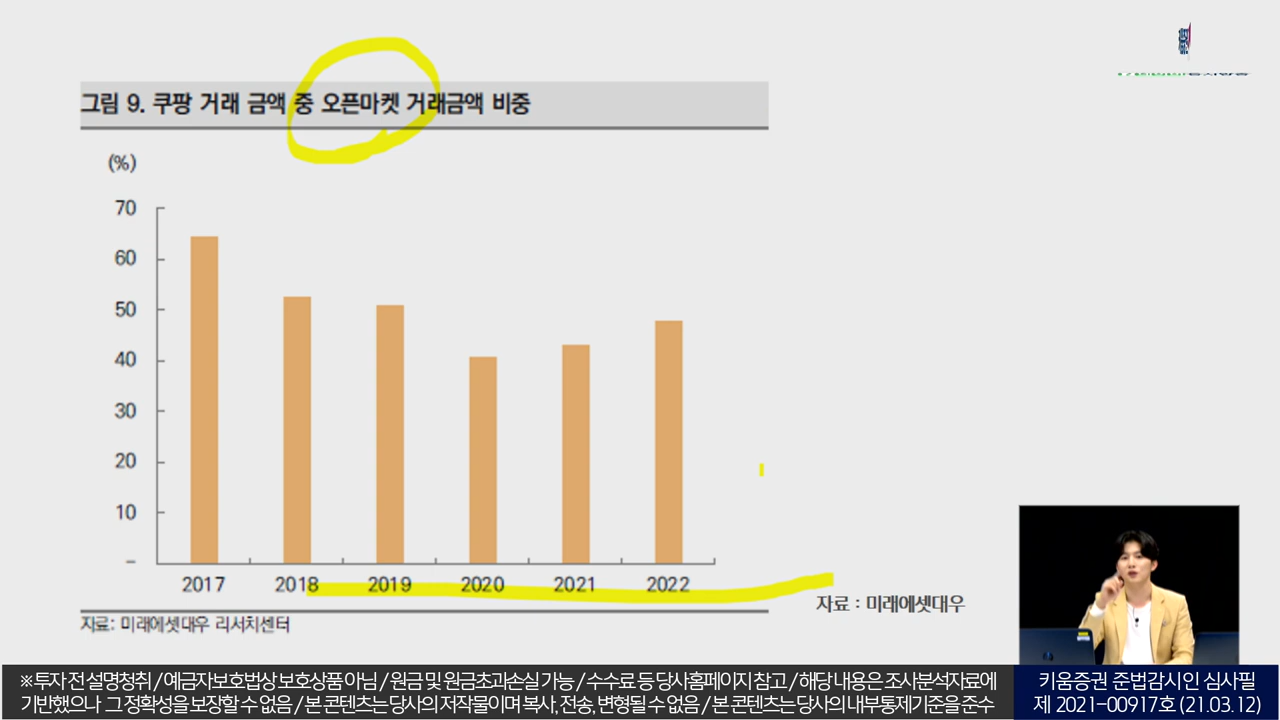 그림 9. 쿠팡 거래 금액 중 오픈마켓 거래금액 비중
(%)
70
60
50
40
30
20
10
–
2017 2018 2019 2020 2021 2022
자료 : 미래에셋대우
자료: 미래에셋대우 리서치센터
※ 투자 전 설명청취 / 예금자보호법상 보호상품 아님 / 원금 및 원금초과손실 가능 / 수수료 등 당사홈페이지 참고 / 해당 내용은 조사분석자료에
기반했으나 그 정확성을 보장할 수 없음 / 본 콘텐츠는 당사의 저작물이며 복사, 전송, 변형될 수 없음 / 본 콘텐츠는 당사의 내부통제기준을 준수
키움증권 준법감시인 심사필
제 2021-00917호 (21.03.12)